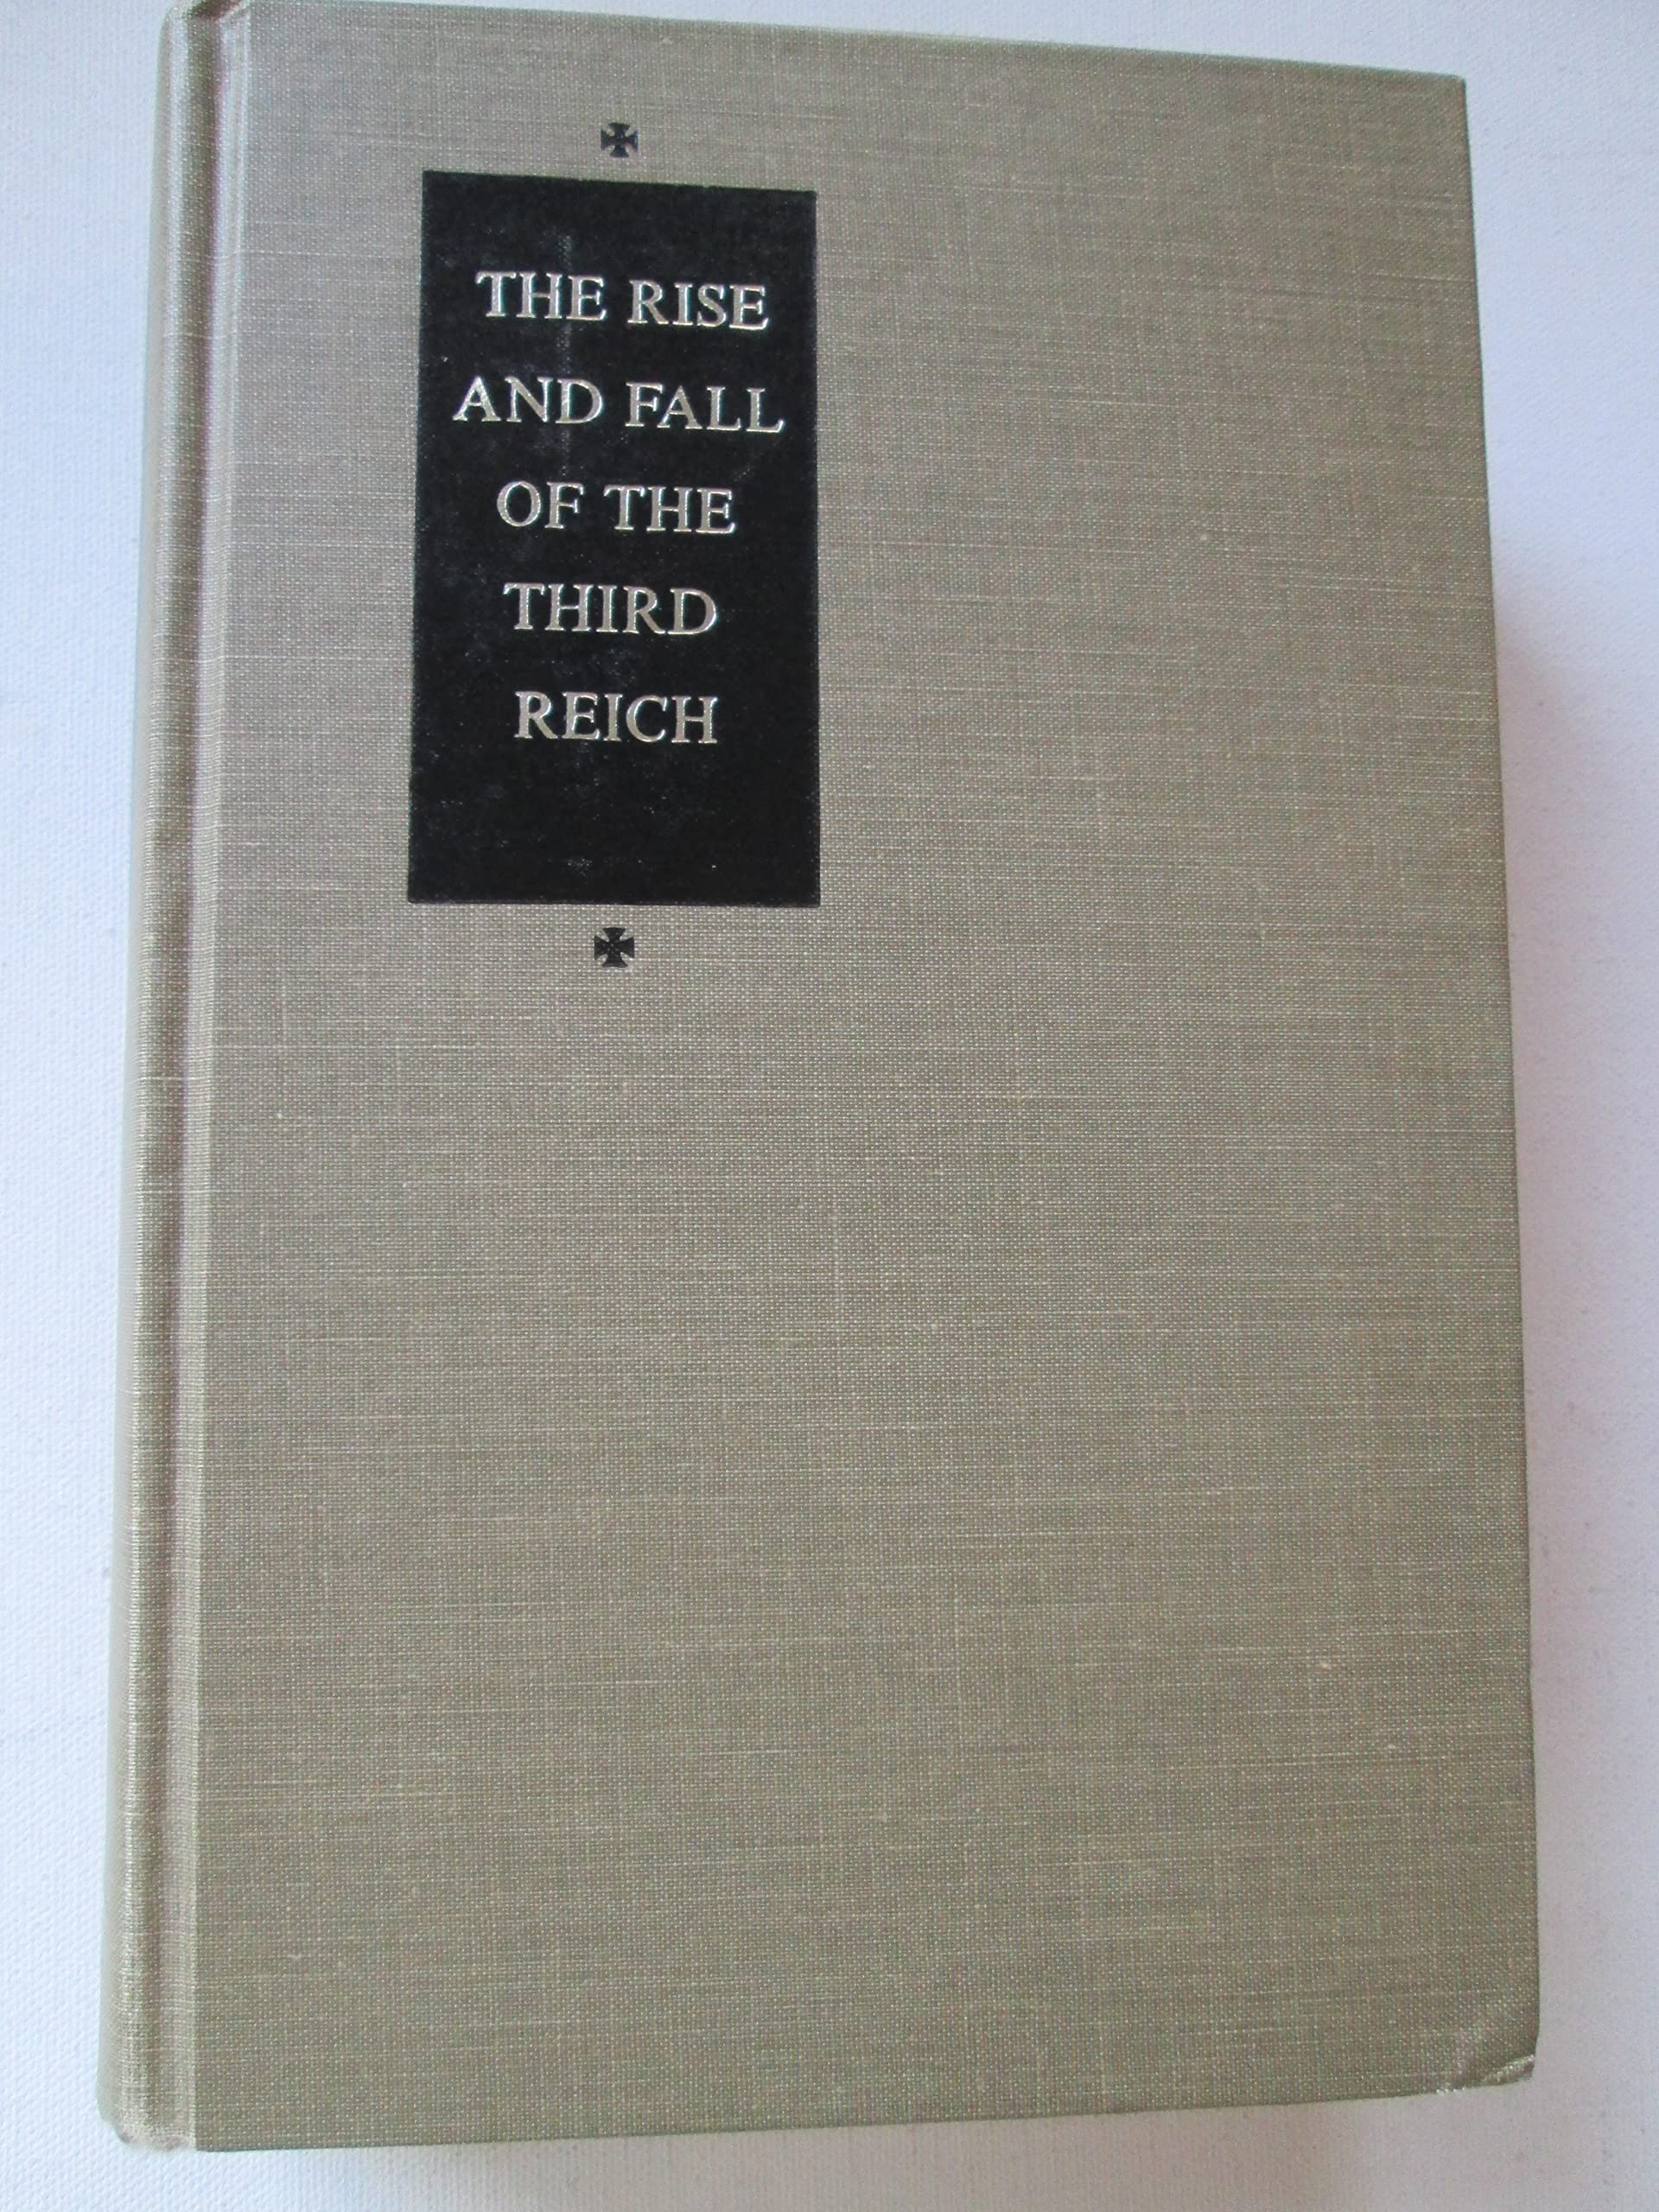 THE RISE
AND FALL
OF THE
THIRD
REICH